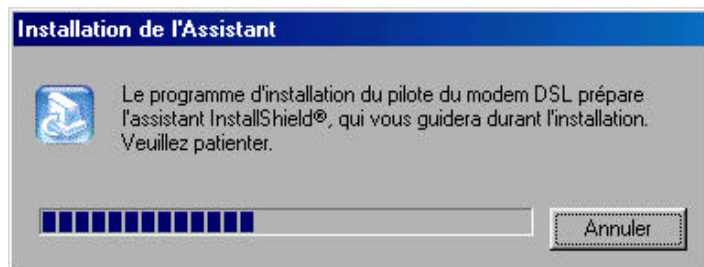 Installation de l'Assistant
Le programme d'installation du pilote du modem DSL prépare
l'assistant InstallShield®, qui vous guidera durant l'installation.
Veuillez patienter.
Annuler